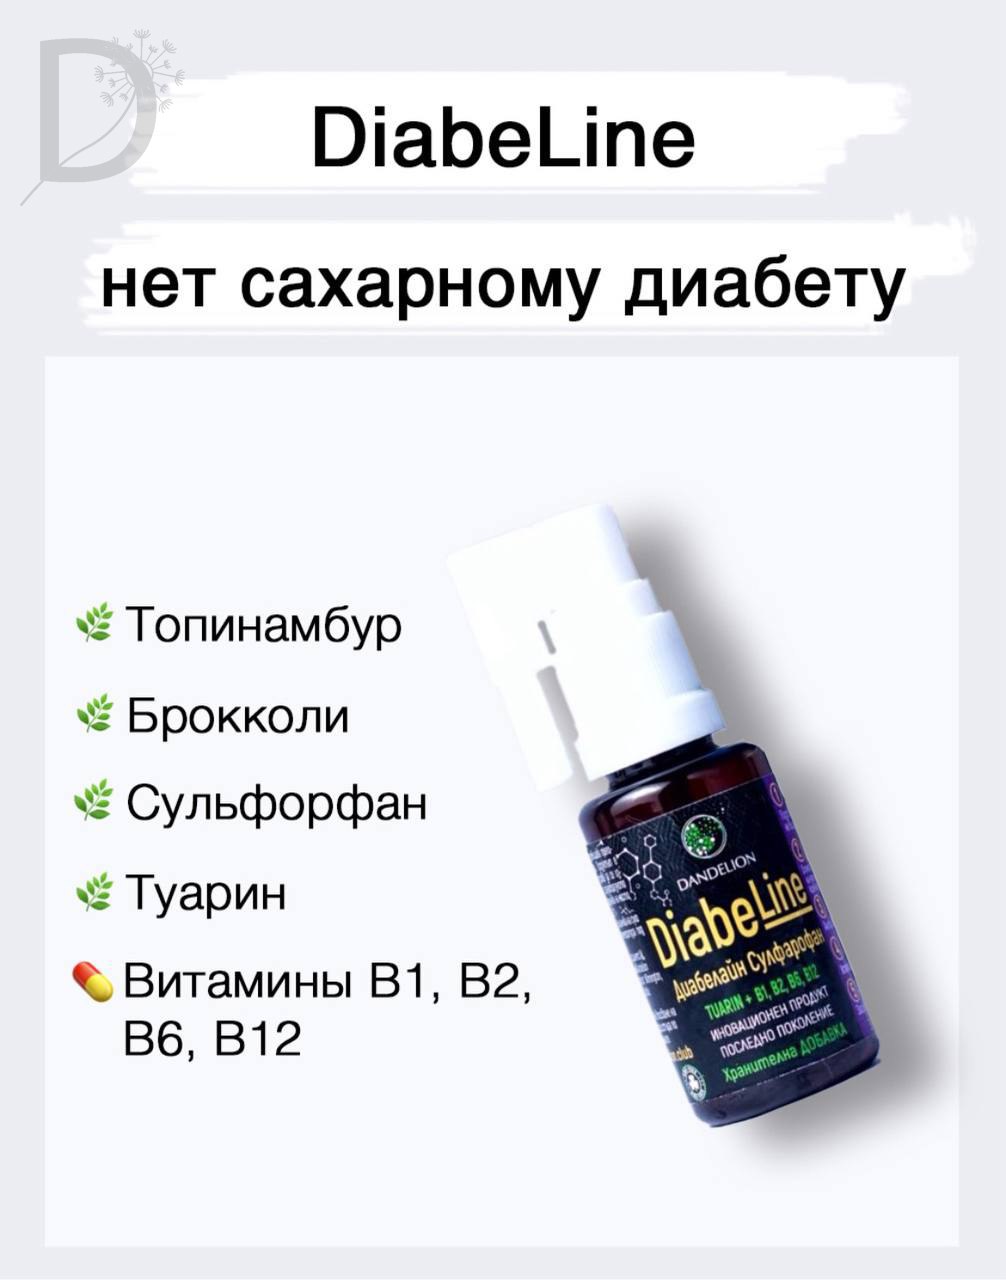 DiabeLine
нет сахарному диабету
Топинамбур
Брокколи
Сульфорфан
Туарин
Витамины B1, B2,
B6, B12
DANDELION
DiabeLine
Диабелайн Сулфарофан
TUARIN + B1, B2, B6, B12
ИНОВАЦИОНЕН ПРОДУКТ
ПОСЛЕДНО ПОКОЛЕНИЕ
Хранителна ДОБАВКА